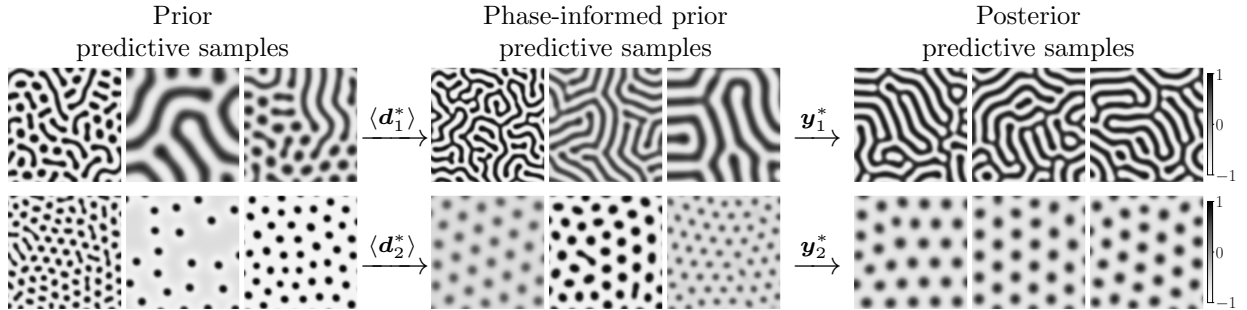 Prior
predictive samples
Phase-informed prior
predictive samples
Posterior
predictive samples
⟨d₁*⟩
y₁*
1
0
−1
⟨d₂*⟩
y₂*
1
0
−1